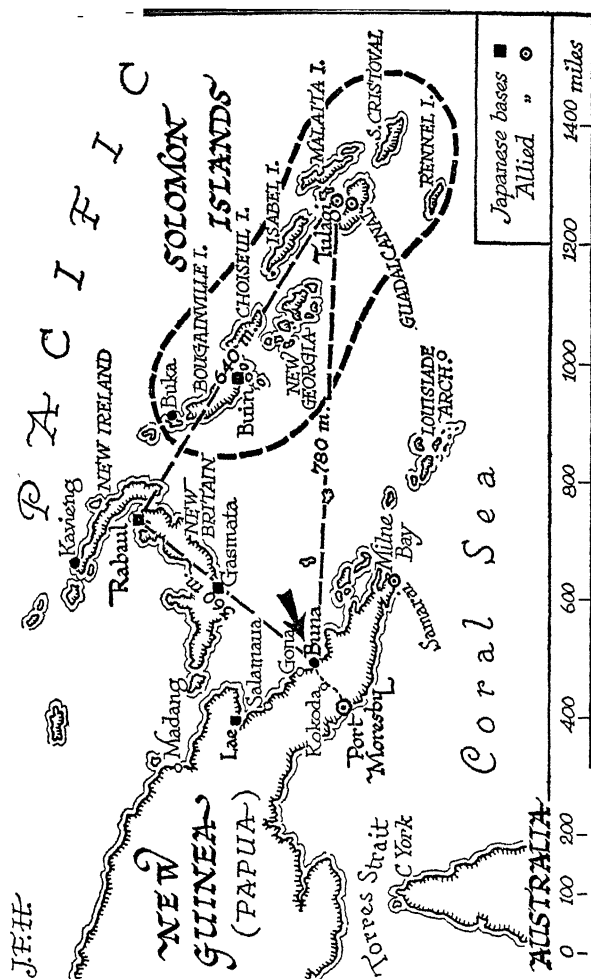 J.F.H.
P A C I F I C
Kavieng
NEW IRELAND
Rabaul
NEW
BRITAIN
Gasmata
Buka
BOUGAINVILLE I.
Buin
CHOISEUL I.
SOLOMON
ISLANDS
ISABEL I.
MALAITA I.
Tulagi
S. CRISTOVAL
RENNEL I.
GUADALCANAL
NEW
GEORGIA
640 m.
780 m.
m.
Madang
Lae
Salamaua
Gona
Buna
Kokoda
Port
Moresby
NEW
GUINEA
(PAPUA)
Milne
Bay
Samarai
LOUISIADE
ARCH.
Coral Sea
Torres Strait
C York
AUSTRALIA
Japanese bases
Allied "
0 100 200 400 600 800 1000 1200 1400 miles